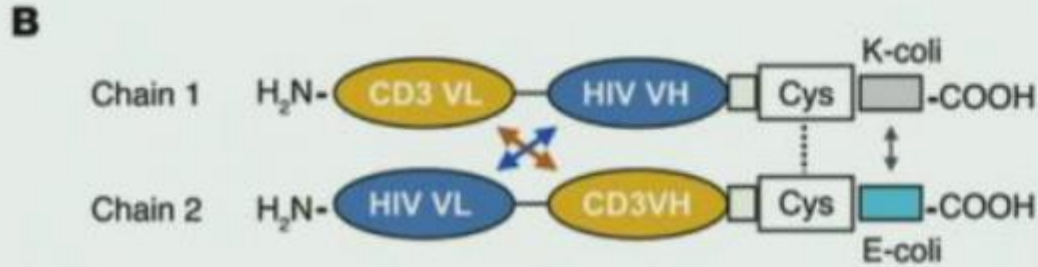 B
K-coli
Chain 1 H₂N- CD3 VL HIV VH Cys -COOH
Chain 2 H₂N- HIV VL CD3VH Cys -COOH
E-coli